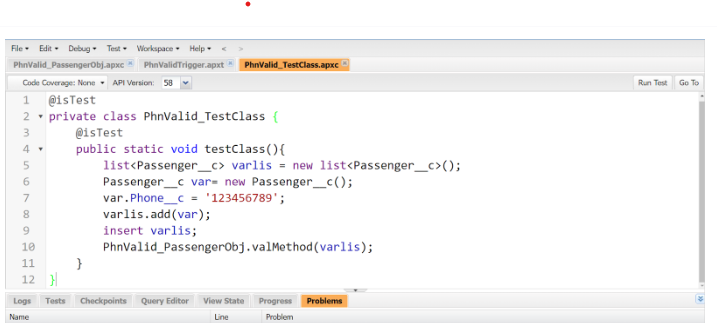 File • Edit • Debug • Test • Workspace • Help • < >
PhnValid_PassengerObj.apxc PhnValidTrigger.apxt PhnValid_TestClass.apxc
Code Coverage: None API Version: 58 Run Test Go To
1 @isTest
2 private class PhnValid_TestClass {
3 @isTest
4 public static void testClass(){
5 list<Passenger__c> varlis = new list<Passenger__c>();
6 Passenger__c var= new Passenger__c();
7 var.Phone__c = '123456789';
8 varlis.add(var);
9 insert varlis;
10 PhnValid_PassengerObj.valMethod(varlis);
11 }
12 }
Logs Tests Checkpoints Query Editor View State Progress Problems
Name Line Problem